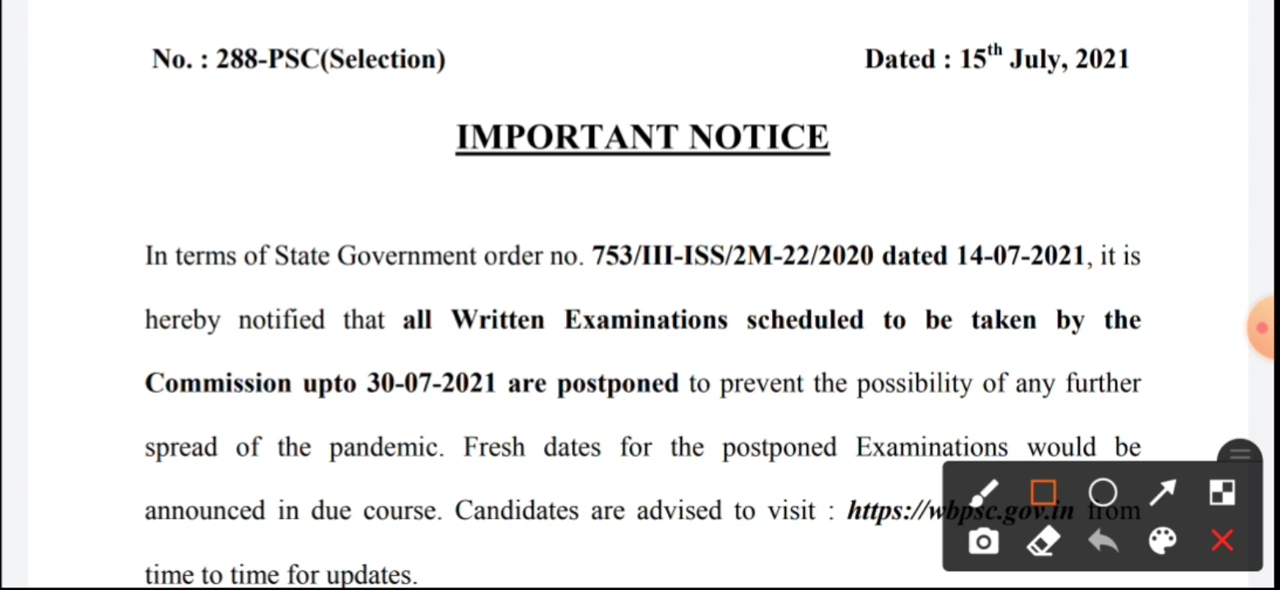 No. : 288-PSC(Selection) Dated : 15th July, 2021
IMPORTANT NOTICE
In terms of State Government order no. 753/III-ISS/2M-22/2020 dated 14-07-2021, it is
hereby notified that all Written Examinations scheduled to be taken by the
Commission upto 30-07-2021 are postponed to prevent the possibility of any further
spread of the pandemic. Fresh dates for the postponed Examinations would be
announced in due course. Candidates are advised to visit : https://wbpsc.gov.in from
time to time for updates.